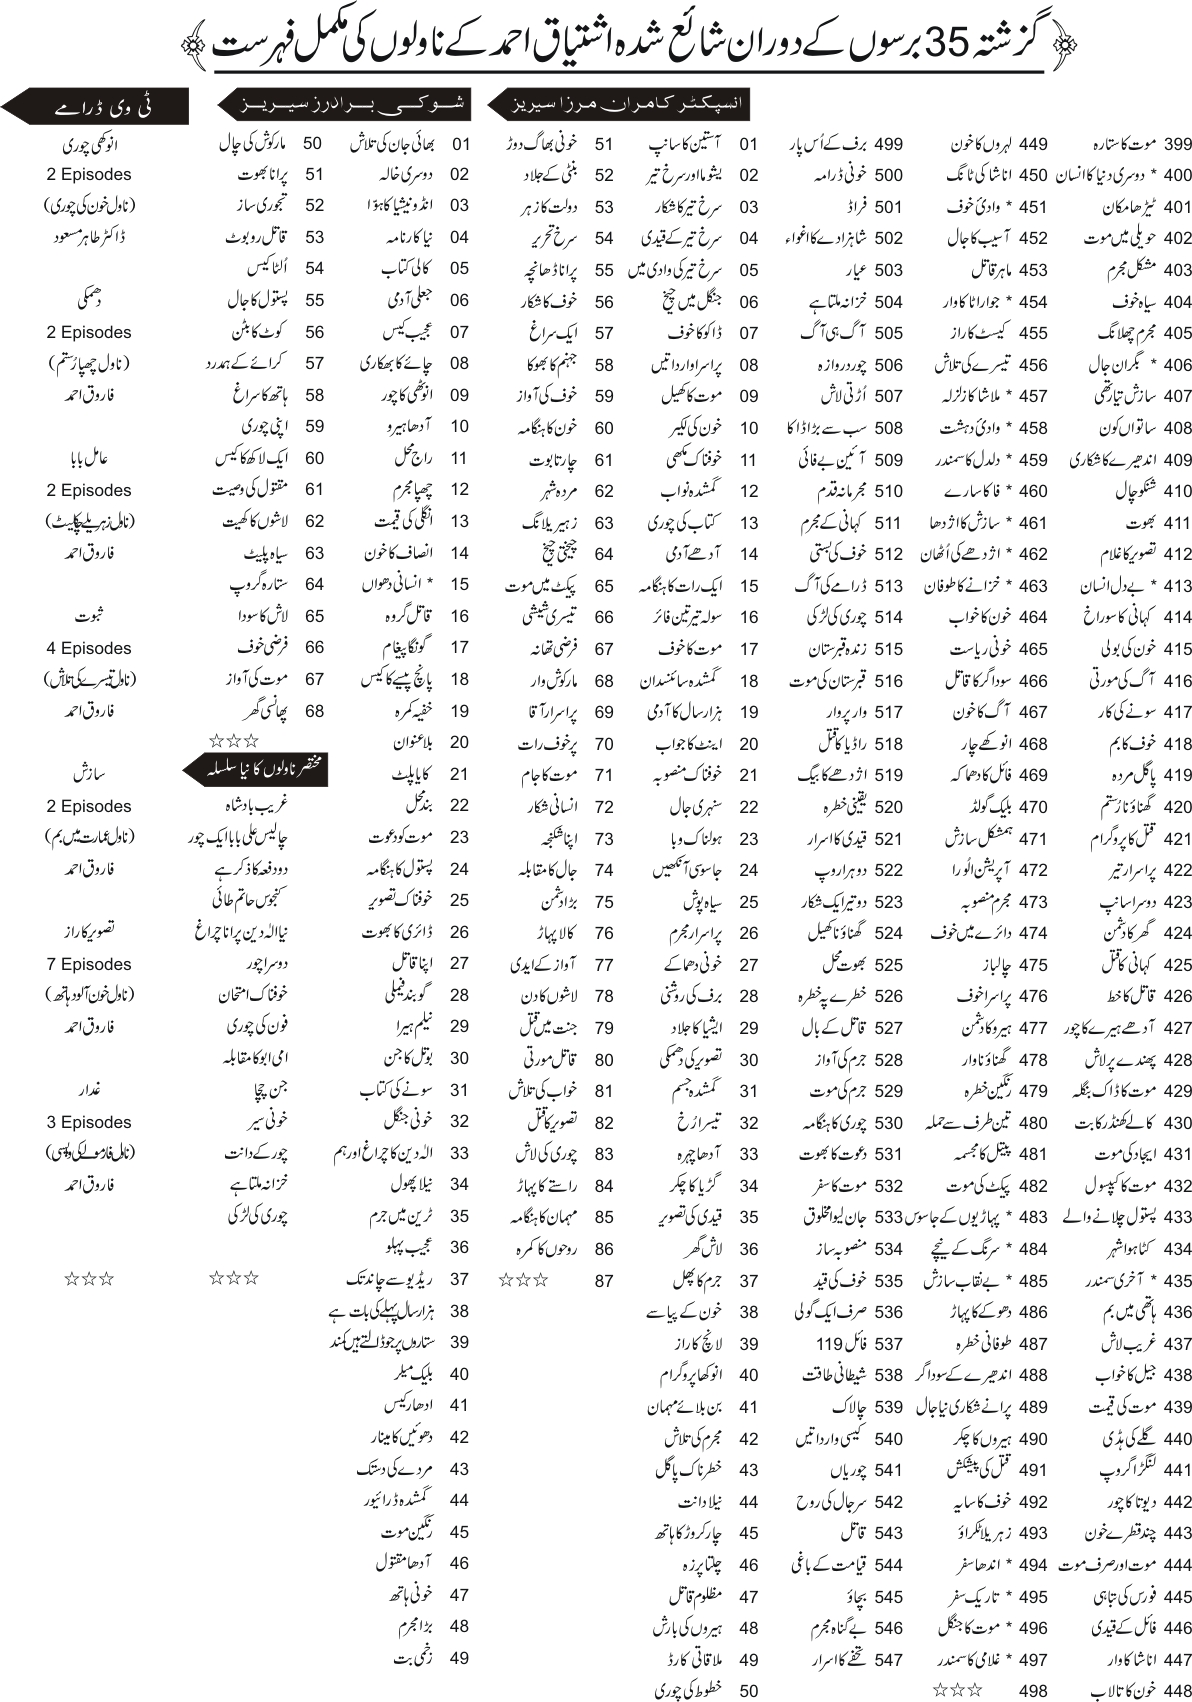 گزشتہ 35 برسوں کے دوران شائع شدہ اشتیاق احمد کے ناولوں کی مکمل فہرست
399 موت کا ستارہ
400 * دوسری دنیا کا انسان
401 ٹیڑھا مکان
402 حویلی میں موت
403 مشکل مجرم
404 سیاہ خوف
405 مجرم چھلانگ
406 * بگران جال
407 سازش تیار تھی
408 ساتواں کون
409 اندھیرے کا شکاری
410 شنکو چال
411 بھوت
412 تصویر کا غلام
413 * بے دل انسان
414 کہانی کا سوراخ
415 خون کی بولی
416 آگ کی مورتی
417 سونے کی کار
418 خوف کا بم
419 پاگل مردہ
420 گھناؤنا رستم
421 قتل کا پروگرام
422 پراسرار تیر
423 دوسرا سانپ
424 گھر کا دشمن
425 کہانی کا قتل
426 قاتل کا خط
427 آدھے ہیرے کا چور
428 پھندے پر لاش
429 موت کا ڈاک بنگلہ
430 کالے کھنڈر کا بت
431 ایجاد کی موت
432 موت کا کیپسول
433 پستول چلانے والے
434 کٹا ہوا شہر
435 * آخری سمندر
436 ہاتھی میں بم
437 غریب لاش
438 جیل کا خواب
439 موت کی قیمت
440 گلے کی ہڈی
441 لنگڑا گروپ
442 دیوتا کا چور
443 چند قطرے خون
444 موت اور صرف موت
445 فورس کی تباہی
446 فائل کے قیدی
447 اناشا کا وار
448 خون کا تالاب
449 لہروں کا خون
450 اناشا کی ٹانگ
451 * وادئ خوف
452 آسیب کا جال
453 ماہر قاتل
454 * جوارانا کا وار
455 کیسٹ کا راز
456 تیسرے کی تلاش
457 * ملاشا کا زلزلہ
458 * وادئ دہشت
459 * دلدل کا سمندر
460 * فاکا سارے
461 * سازش کا اژدھا
462 * اژدھے کی اُٹھان
463 * خزانے کا طوفان
464 خون کا خواب
465 خونی ریاست
466 سوداگر کا قاتل
467 آگ کا خون
468 انوکھے چار
469 فائل کا دھماکہ
470 بلیک گولڈ
471 ہمشکل سازش
472 آپریشن الُورا
473 مجرم منصوبہ
474 دائرے میں خوف
475 چالباز
476 پراسرا خوف
477 ہیرو کا دشمن
478 گھناؤنا وار
479 رنگین خطرہ
480 تین طرف سے حملہ
481 پیتل کا مجسمہ
482 پیکٹ کی موت
483 * پہاڑیوں کے جاسوس
484 * سرنگ کے نیچے
485 * بے نقاب سازش
486 دھوکے کا پہاڑ
487 طوفانی خطرہ
488 اندھیرے کے سوداگر
489 پرانے شکاری نیا جال
490 ہیروں کا چکر
491 قتل کی پیشکش
492 خوف کا سایہ
493 زہریلا ٹکراؤ
494 * اندھا سفر
495 * تاریک سفر
496 * موت کا جنگل
497 * غلامی کا سمندر
498 ☆☆☆
499 برف کے اُس پار
500 خونی ڈرامہ
501 فراڈ
502 شاہزادے کا اغواء
503 عیار
504 خزانہ ملتا ہے
505 آگ ہی آگ
506 چور دروازہ
507 اُڑتی لاش
508 سب سے بڑا ڈاکا
509 آئین بے فائی
510 مجرمانہ قدم
511 کہانی کے مجرم
512 خوف کی بستی
513 ڈرامے کی آگ
514 چوری کی لڑکی
515 زندہ قبرستان
516 قبرستان کی موت
517 وار پر وار
518 راڈیا کا قتل
519 اژدھے کا بیگ
520 یقینی خطرہ
521 قیدی کا اسرار
522 دوہرا روپ
523 دو تیر ایک شکار
524 گھناؤنا کھیل
525 بھوت محل
526 خطرے پہ خطرہ
527 قاتل کے بال
528 جرم کی آواز
529 جرم کی موت
530 چوری کا ہنگامہ
531 دعوت کا بھوت
532 موت کا سفر
533 جان لیوا مخلوق
534 منصوبہ ساز
535 خوف کی قید
536 صرف ایک گولی
537 فائل 119
538 شیطانی طاقت
539 چالاک
540 کیسی وارداتیں
541 چوریاں
542 سرجال کی روح
543 قاتل
544 قیامت کے باغی
545 بچاؤ
546 بے گناہ مجرم
547 تحفے کا اسرار
انسپکٹر کامران مرزا سیریز
01 آستین کا سانپ
02 یشوما اور سرخ تیر
03 سرخ تیر کا شکار
04 سرخ تیر کے قیدی
05 سرخ تیر کی وادی میں
06 جنگل میں چیخ
07 ڈاکو کا خوف
08 پراسرا وارداتیں
09 موت کا کھیل
10 خون کی لکیر
11 خوفناک مکھی
12 گمشدہ نواب
13 کتاب کی چوری
14 آدھے آدمی
15 ایک رات کا ہنگامہ
16 سولہ تیر تین فائر
17 موت کا خوف
18 گمشدہ سائنسدان
19 ہزار سال کا آدمی
20 اینٹ کا جواب
21 خوفناک منصوبہ
22 سنہری جال
23 ہولناک وبا
24 جاسوسی آنکھیں
25 سیاہ پوش
26 پراسرار مجرم
27 خونی دھماکے
28 برف کی روشنی
29 ایشیا کا جلاد
30 تصویر کی دھمکی
31 گمشدہ جسم
32 تیسرا رُخ
33 آدھا چہرہ
34 گڑیا کا چکر
35 قیدی کی تصویر
36 لاش گھر
37 جرم کا پھل
38 خون کے پیاسے
39 لانچ کا راز
40 انوکھا پروگرام
41 بن بلائے مہمان
42 مجرم کی تلاش
43 خطرناک پاگل
44 نیلا دانت
45 چار کروڑ کا ہاتھ
46 چلتا پرزہ
47 مظلوم قاتل
48 ہیروں کی بارش
49 ملاقاتی کارڈ
50 خطوط کی چوری
51 خونی بھاگ دوڑ
52 بنٹی کے جلاد
53 دولت کا زہر
54 سرخ تحریر
55 پرانا ڈھانچہ
56 خوف کا شکار
57 ایک سراغ
58 جہنم کا بھوکا
59 خوف کی آواز
60 خون کا ہنگامہ
61 چار تابوت
62 مردہ شہر
63 زہریلانگ
64 چیختی چیخ
65 پیکٹ میں موت
66 تیسری شیشی
67 فرضی تھانہ
68 مارکوش وار
69 پراسرار آقا
70 پرخوف رات
71 موت کا جام
72 انسانی شکار
73 اپنا شکنجہ
74 جال کا مقابلہ
75 بڑا دشمن
76 کالا پہاڑ
77 آواز کے ایدی
78 لاشوں کا دن
79 جنت میں قتل
80 قاتل مورتی
81 خواب کی تلاش
82 تصویر کا قتل
83 چوری کی لاش
84 راستے کا پہاڑ
85 مہمان کا ہنگامہ
86 روحوں کا کمرہ
87 ☆☆☆
شوکی برادرز سیریز
01 بھائی جان کی تلاش
02 دوسری خالہ
03 انڈونیشیا کا ہوّا
04 نیا کارنامہ
05 کالی کتاب
06 جعلی آدمی
07 عجیب کیس
08 چائے کا بھکاری
09 انوٹھی کا چور
10 آدھا ہیرو
11 راج محل
12 چھپا مجرم
13 انگلی کی قیمت
14 انصاف کا خون
15 * انسانی دھواں
16 قاتل گروہ
17 گونگا پیغام
18 پانچ پیسے کا کیس
19 خفیہ کمرہ
20 بلا عنوان
21 کایا پلٹ
22 بند محل
23 موت کو دعوت
24 پستول کا ہنگامہ
25 خوفناک تصویر
26 ڈائری کا بھوت
27 اپنا قاتل
28 گوبند فیملی
29 نیلم ہیرا
30 بوتل کا جن
31 سونے کی کتاب
32 خونی جنگل
33 الہ دین کا چراغ اور ہم
34 نیلا پھول
35 ٹرین میں جرم
36 عجیب پہلو
37 ریڈیو سے چاند تک
38 ہزار سال پہلے کی بات ہے
39 ستاروں پر جو ڈالتے ہیں کمند
40 بلیک میلر
41 ادھار کیس
42 دھوئیں کا مینار
43 مردے کی دستک
44 گمشدہ ڈرائیور
45 رنگین موت
46 آدھا مقتول
47 خونی ہاتھ
48 بڑا مجرم
49 زخمی بت
50 مارکوش کی چال
51 پرانا بھوت
52 تجوری ساز
53 قاتل روبوٹ
54 اُلٹا کیس
55 پستول کا جال
56 کوٹ کا بٹن
57 کرائے کے ہمدرد
58 ہاتھ کا سراغ
59 اپنی چوری
60 ایک لاکھ کا کیس
61 مقتول کی وصیت
62 لاشوں کا کھیت
63 سیاہ پلیٹ
64 ستارہ گروپ
65 لاش کا سودا
66 فرضی خوف
67 موت کی آواز
68 پھانسی گھر
☆☆☆
مختصر ناولوں کا نیا سلسلہ
غریب بادشاہ
چالیس علی بابا ایک چور
دو دفعہ کا ذکر ہے
کنجوس حاتم طائی
نیا الہ دین پرانا چراغ
دوسرا چور
خوفناک امتحان
فون کی چوری
امی ابو کا مقابلہ
جن چچا
خونی سیر
چور کے دانت
خزانہ ملتا ہے
چوری کی لڑکی
☆☆☆
ٹی وی ڈرامے
انوکھی چوری
2 Episodes
(ناول خون کی چوری)
ڈاکٹر طاہر مسعود
دھمکی
2 Episodes
(ناول چھپا رُستم)
فاروق احمد
عامل بابا
2 Episodes
(ناول زہریلے چاکلیٹ)
فاروق احمد
ثبوت
4 Episodes
(ناول تیسرے کی تلاش)
فاروق احمد
سازش
2 Episodes
(ناول عمارت میں بم)
فاروق احمد
تصویر کا راز
7 Episodes
(ناول خون آلود ہاتھ)
فاروق احمد
غدار
3 Episodes
(ناول فارمولے کی واپسی)
فاروق احمد
☆☆☆